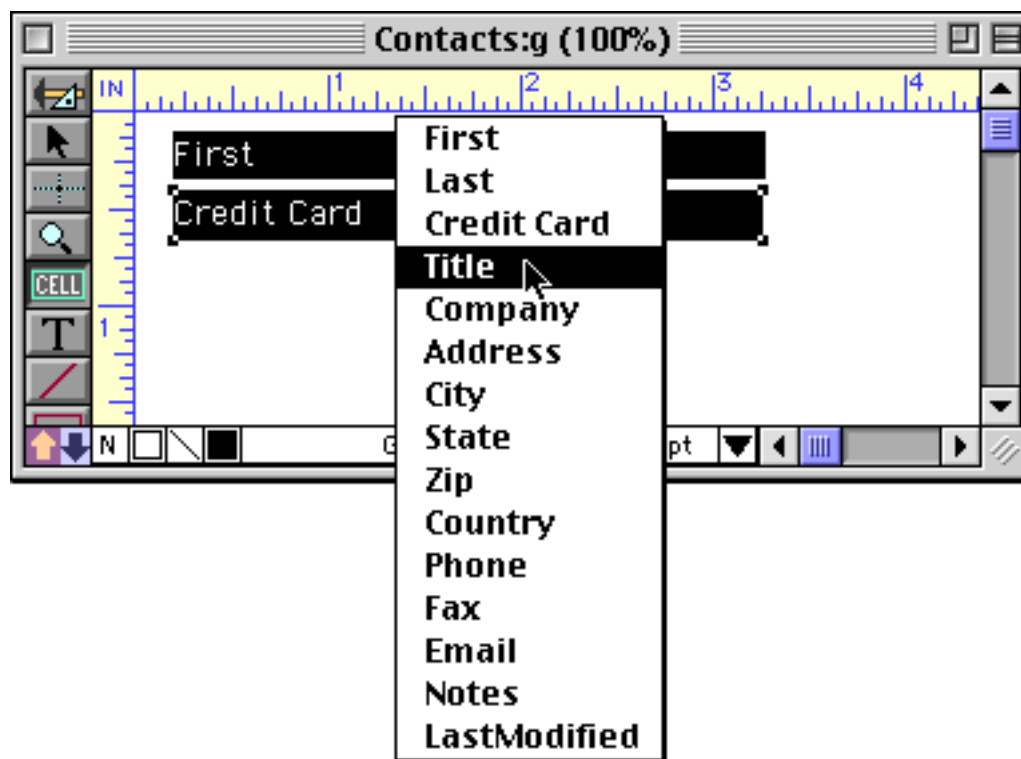 Contacts:g (100%)
IN 1 2 3 4
First
Credit Card
CELL
T
1
N
G
pt
First
Last
Credit Card
Title
Company
Address
City
State
Zip
Country
Phone
Fax
Email
Notes
LastModified